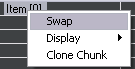 Item [0]
Swap
Display
Clone Chunk